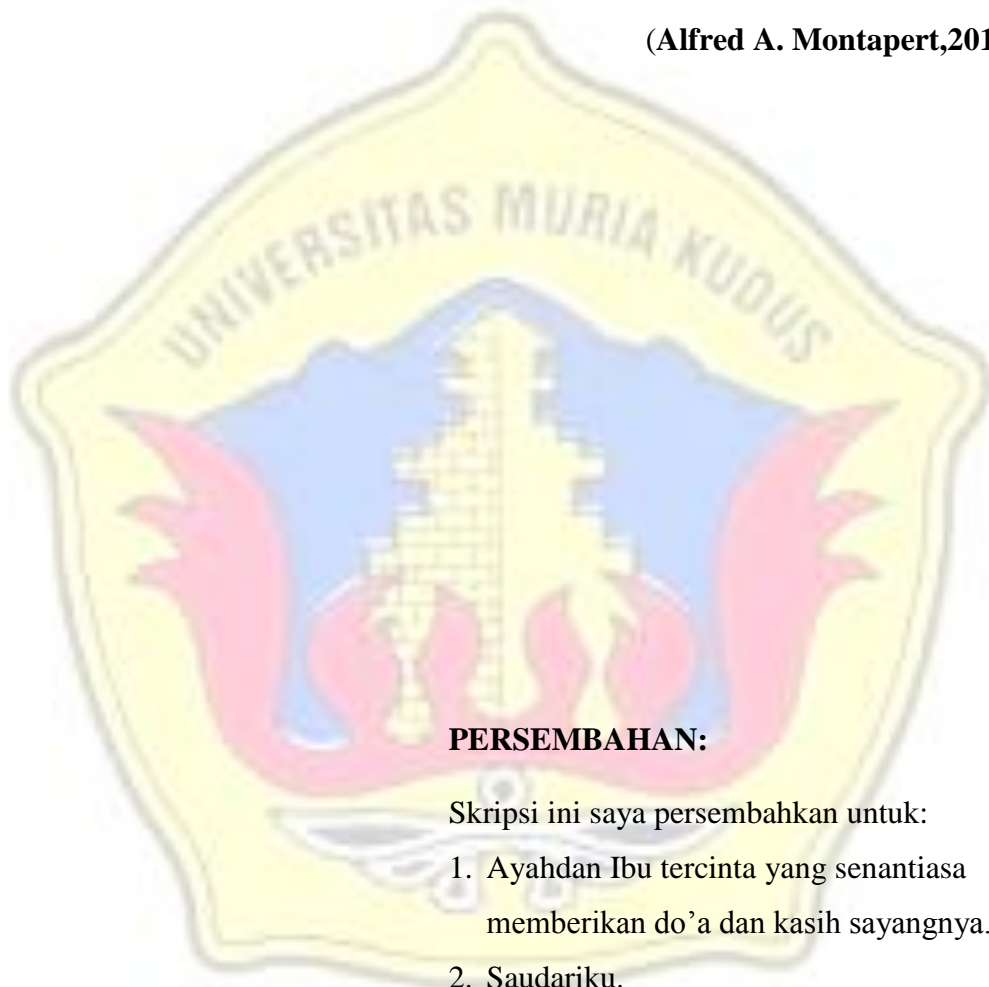 (Alfred A. Montapert,201
UNIVERSITAS MURIA KUDUS
PERSEMBAHAN:
Skripsi ini saya persembahkan untuk:
1. Ayahdan Ibu tercinta yang senantiasa
memberikan do’a dan kasih sayangnya.
2. Saudariku.